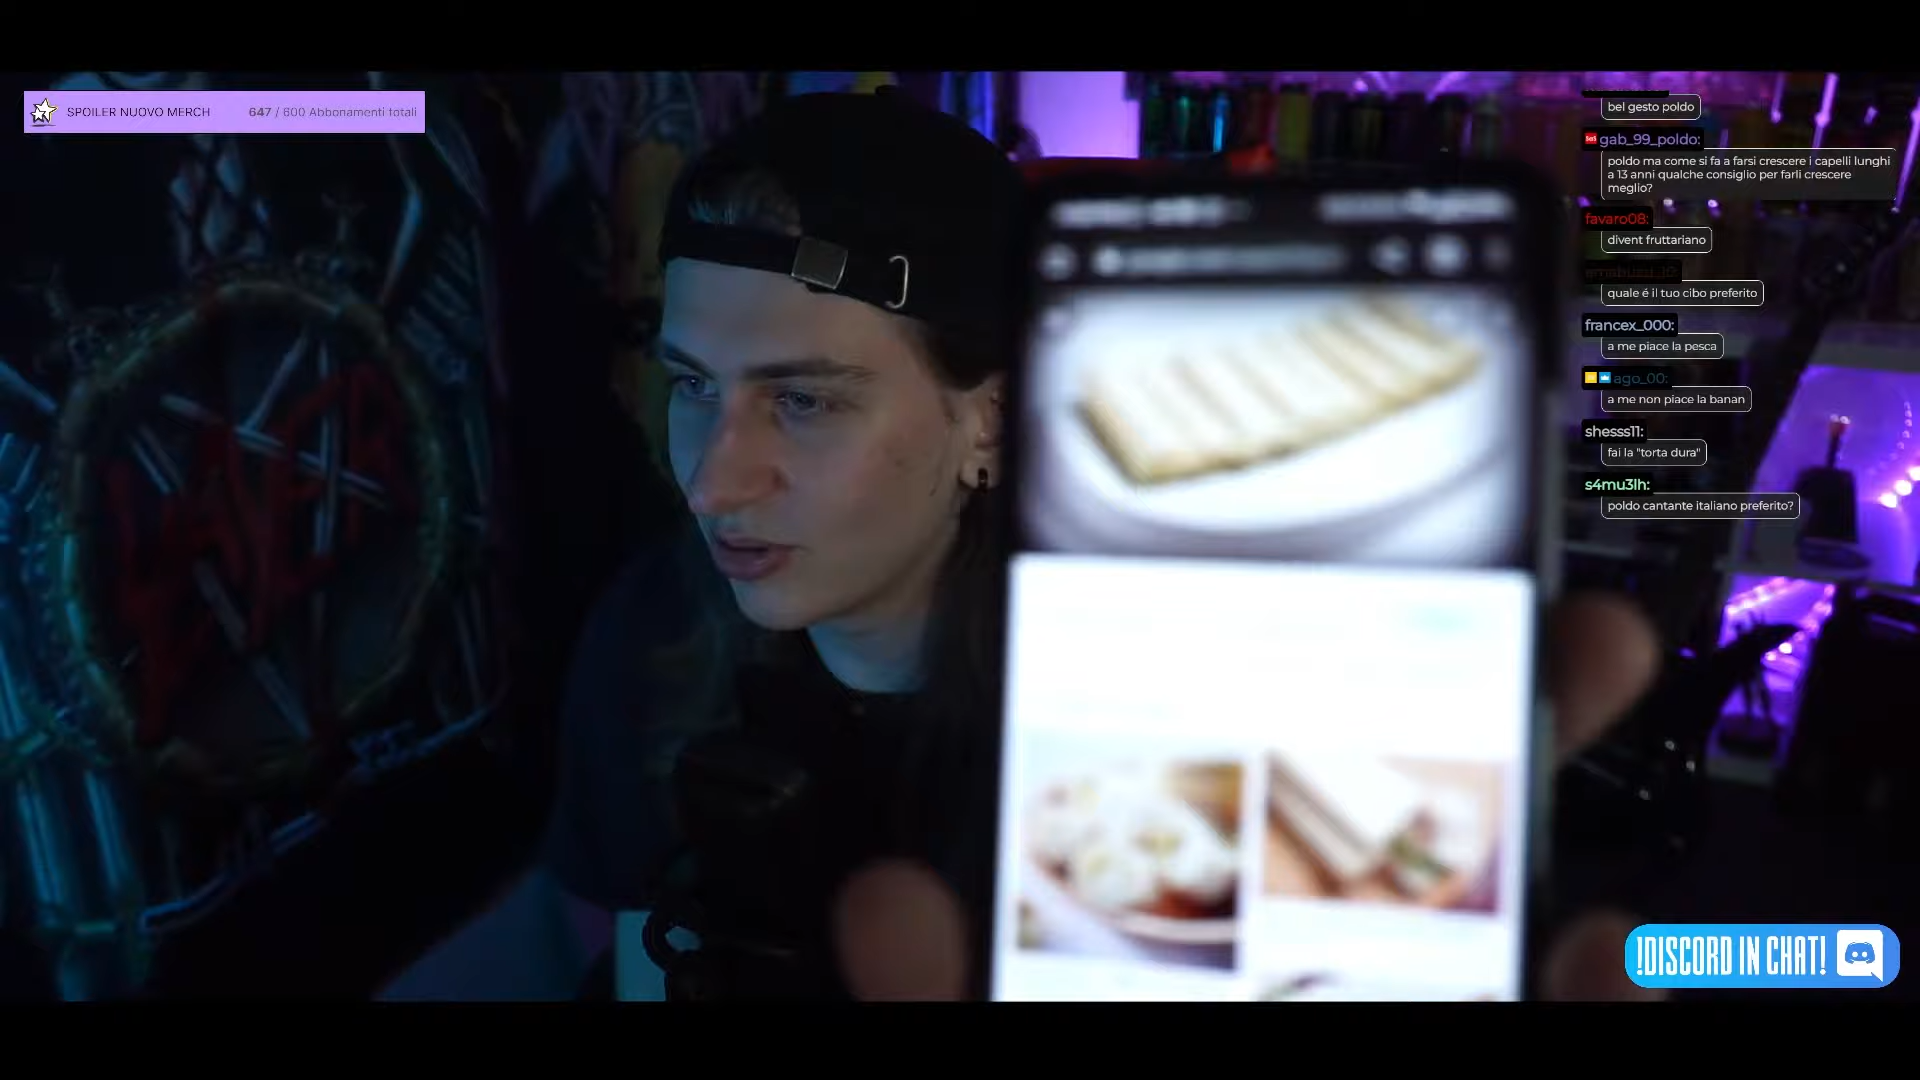 SPOILER NUOVO MERCH 647 / 600 Abbonamenti totali
bel gesto poldo
gab_99_poldo:
poldo ma come si fa a farsi crescere i capelli lunghi
a 13 anni qualche consiglio per farli crescere
meglio?
favaro08:
divent fruttariano
quale é il tuo cibo preferito
francex_000:
a me piace la pesca
ago_00:
a me non piace la banan
shesss11:
fai la "torta dura"
s4mu3lh:
poldo cantante italiano preferito?
!DISCORD IN CHAT!